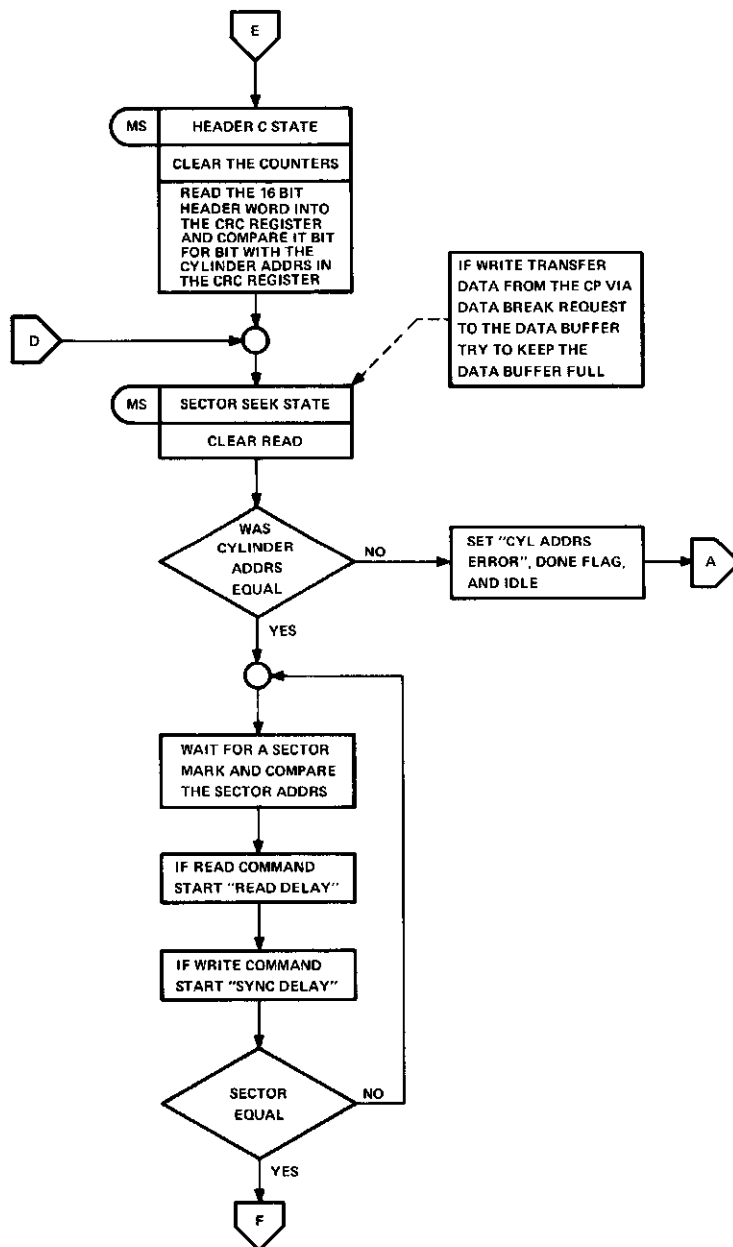 E
MS
HEADER C STATE
CLEAR THE COUNTERS
READ THE 16 BIT
HEADER WORD INTO
THE CRC REGISTER
AND COMPARE IT BIT
FOR BIT WITH THE
CYLINDER ADDRS IN
THE CRC REGISTER
IF WRITE TRANSFER
DATA FROM THE CP VIA
DATA BREAK REQUEST
TO THE DATA BUFFER
TRY TO KEEP THE
DATA BUFFER FULL
D
MS
SECTOR SEEK STATE
CLEAR READ
WAS
CYLINDER
ADDRS
EQUAL
NO
SET "CYL ADDRS
ERROR", DONE FLAG,
AND IDLE
A
YES
WAIT FOR A SECTOR
MARK AND COMPARE
THE SECTOR ADDRS
IF READ COMMAND
START "READ DELAY"
IF WRITE COMMAND
START "SYNC DELAY"
SECTOR
EQUAL
NO
YES
F